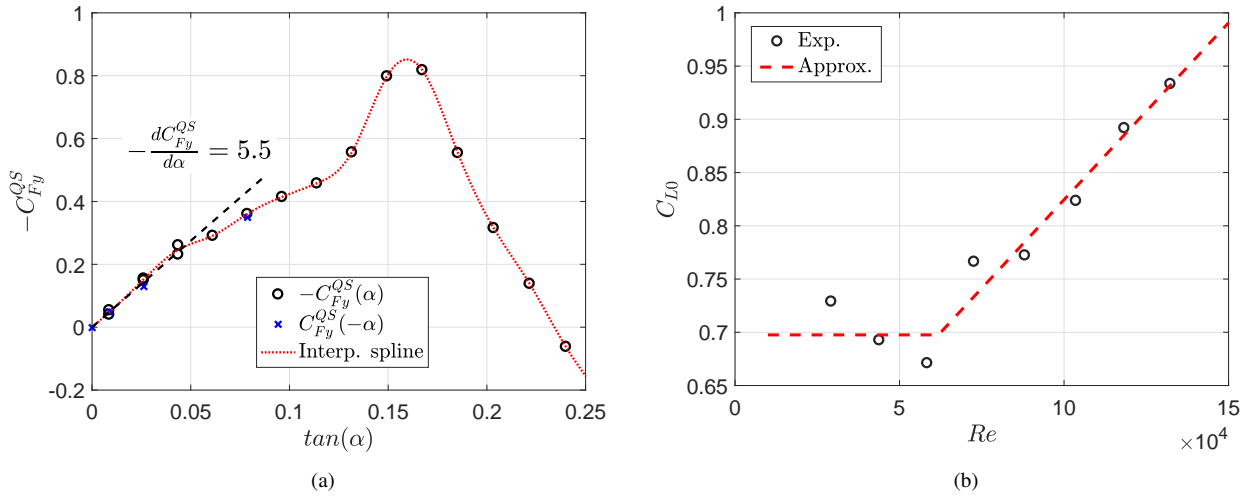 1
0.8
0.6
0.4
0.2
0
-0.2
−C_{Fy}^{QS}
−dC_{Fy}^{QS}/dα = 5.5
−C_{Fy}^{QS}(α)
C_{Fy}^{QS}(−α)
Interp. spline
0 0.05 0.1 0.15 0.2 0.25
tan(α)
(a)
1
0.95
0.9
0.85
0.8
0.75
0.7
0.65
C_{L0}
Exp.
Approx.
0 5 10 15
Re
×10^4
(b)